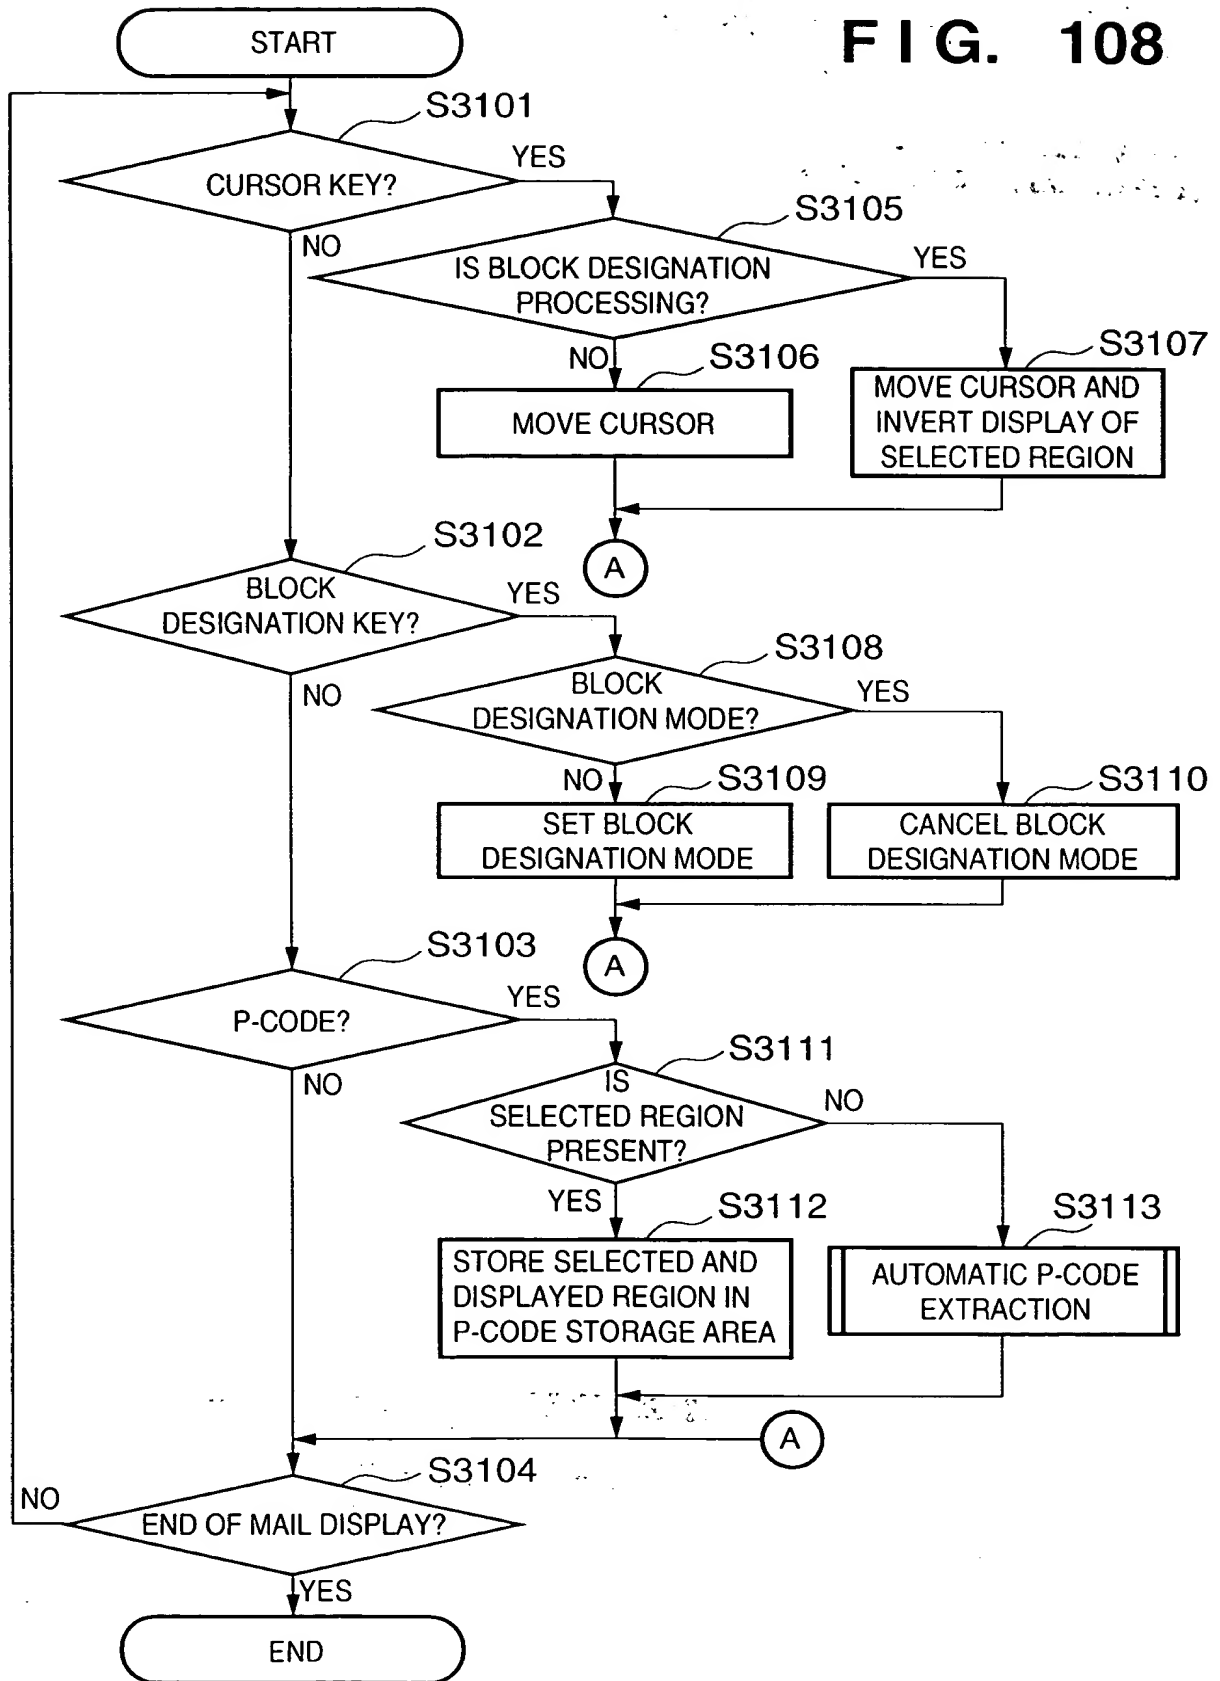 FIG. 108
START
S3101
CURSOR KEY?
YES
NO
S3105
IS BLOCK DESIGNATION
PROCESSING?
YES
NO
S3106
MOVE CURSOR
S3107
MOVE CURSOR AND
INVERT DISPLAY OF
SELECTED REGION
A
S3102
BLOCK
DESIGNATION KEY?
YES
NO
S3108
BLOCK
DESIGNATION MODE?
YES
NO
S3109
SET BLOCK
DESIGNATION MODE
S3110
CANCEL BLOCK
DESIGNATION MODE
A
S3103
P-CODE?
YES
NO
S3111
IS
SELECTED REGION
PRESENT?
NO
YES
S3112
STORE SELECTED AND
DISPLAYED REGION IN
P-CODE STORAGE AREA
S3113
AUTOMATIC P-CODE
EXTRACTION
A
S3104
END OF MAIL DISPLAY?
NO
YES
END